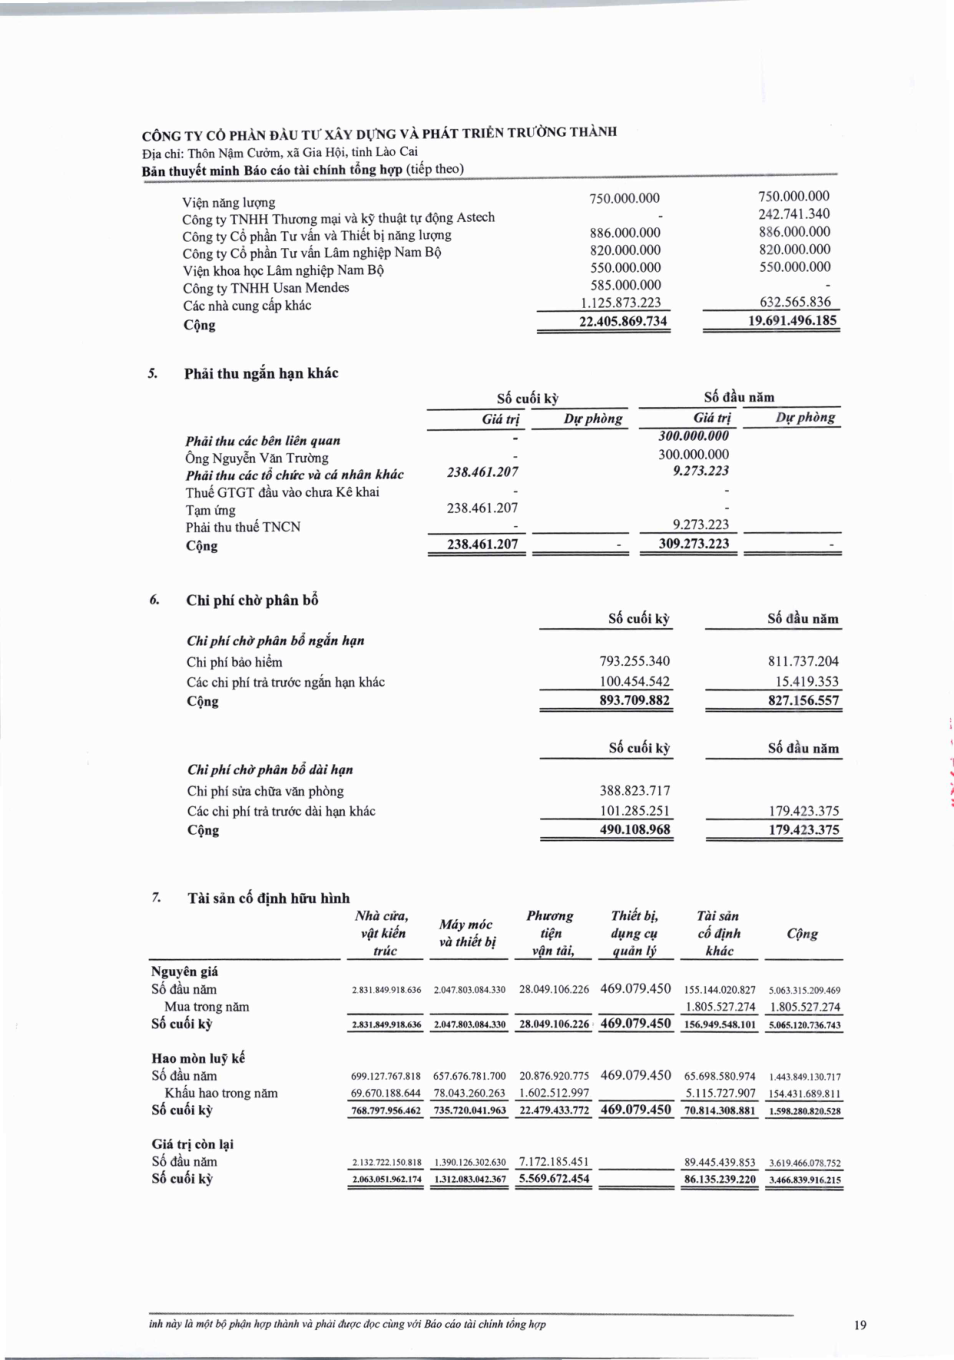 CÔNG TY CỔ PHẦN ĐẦU TƯ XÂY DỰNG VÀ PHÁT TRIỂN TRƯỜNG THÀNH
Địa chỉ: Thôn Nậm Cưởm, xã Gia Hội, tỉnh Lào Cai
Bản thuyết minh Báo cáo tài chính tổng hợp (tiếp theo)
Viện năng lượng 750.000.000 750.000.000
Công ty TNHH Thương mại và kỹ thuật tự động Astech - 242.741.340
Công ty Cổ phần Tư vấn và Thiết bị năng lượng 886.000.000 886.000.000
Công ty Cổ phần Tư vấn Lâm nghiệp Nam Bộ 820.000.000 820.000.000
Viện khoa học Lâm nghiệp Nam Bộ 550.000.000 550.000.000
Công ty TNHH Usan Mendes 585.000.000 -
Các nhà cung cấp khác 1.125.873.223 632.565.836
Cộng 22.405.869.734 19.691.496.185
5. Phải thu ngắn hạn khác
Số cuối kỳ Số đầu năm
Giá trị Dự phòng Giá trị Dự phòng
Phải thu các bên liên quan - 300.000.000
Ông Nguyễn Văn Trường - 300.000.000
Phải thu các tổ chức và cá nhân khác 238.461.207 9.273.223
Thuế GTGT đầu vào chưa Kê khai - -
Tạm ứng 238.461.207 -
Phải thu thuế TNCN - 9.273.223
Cộng 238.461.207 - 309.273.223 -
6. Chi phí chờ phân bổ
Số cuối kỳ Số đầu năm
Chi phí chờ phân bổ ngắn hạn
Chi phí bảo hiểm 793.255.340 811.737.204
Các chi phí trả trước ngắn hạn khác 100.454.542 15.419.353
Cộng 893.709.882 827.156.557
Số cuối kỳ Số đầu năm
Chi phí chờ phân bổ dài hạn
Chi phí sửa chữa văn phòng 388.823.717
Các chi phí trả trước dài hạn khác 101.285.251 179.423.375
Cộng 490.108.968 179.423.375
7. Tài sản cố định hữu hình
Nhà cửa, Máy móc Phương Thiết bị, Tài sản
vật kiến và thiết bị tiện dụng cụ cố định Cộng
trúc vận tải, quản lý khác
Nguyên giá
Số đầu năm 2.831.849.918.636 2.047.803.084.330 28.049.106.226 469.079.450 155.144.020.827 5.063.315.209.469
Mua trong năm 1.805.527.274 1.805.527.274
Số cuối kỳ 2.831.849.918.636 2.047.803.084.330 28.049.106.226 469.079.450 156.949.548.101 5.065.120.736.743
Hao mòn luỹ kế
Số đầu năm 699.127.767.818 657.676.781.700 20.876.920.775 469.079.450 65.698.580.974 1.443.849.130.717
Khấu hao trong năm 69.670.188.644 78.043.260.263 1.602.512.997 5.115.727.907 154.431.689.811
Số cuối kỳ 768.797.956.462 735.720.041.963 22.479.433.772 469.079.450 70.814.308.881 1.598.280.820.528
Giá trị còn lại
Số đầu năm 2.132.722.150.818 1.390.126.302.630 7.172.185.451 89.445.439.853 3.619.466.078.752
Số cuối kỳ 2.063.051.962.174 1.312.083.042.367 5.569.672.454 86.135.239.220 3.466.839.916.215
inh này là một bộ phận hợp thành và phải được đọc cùng với Báo cáo tài chính tổng hợp 19